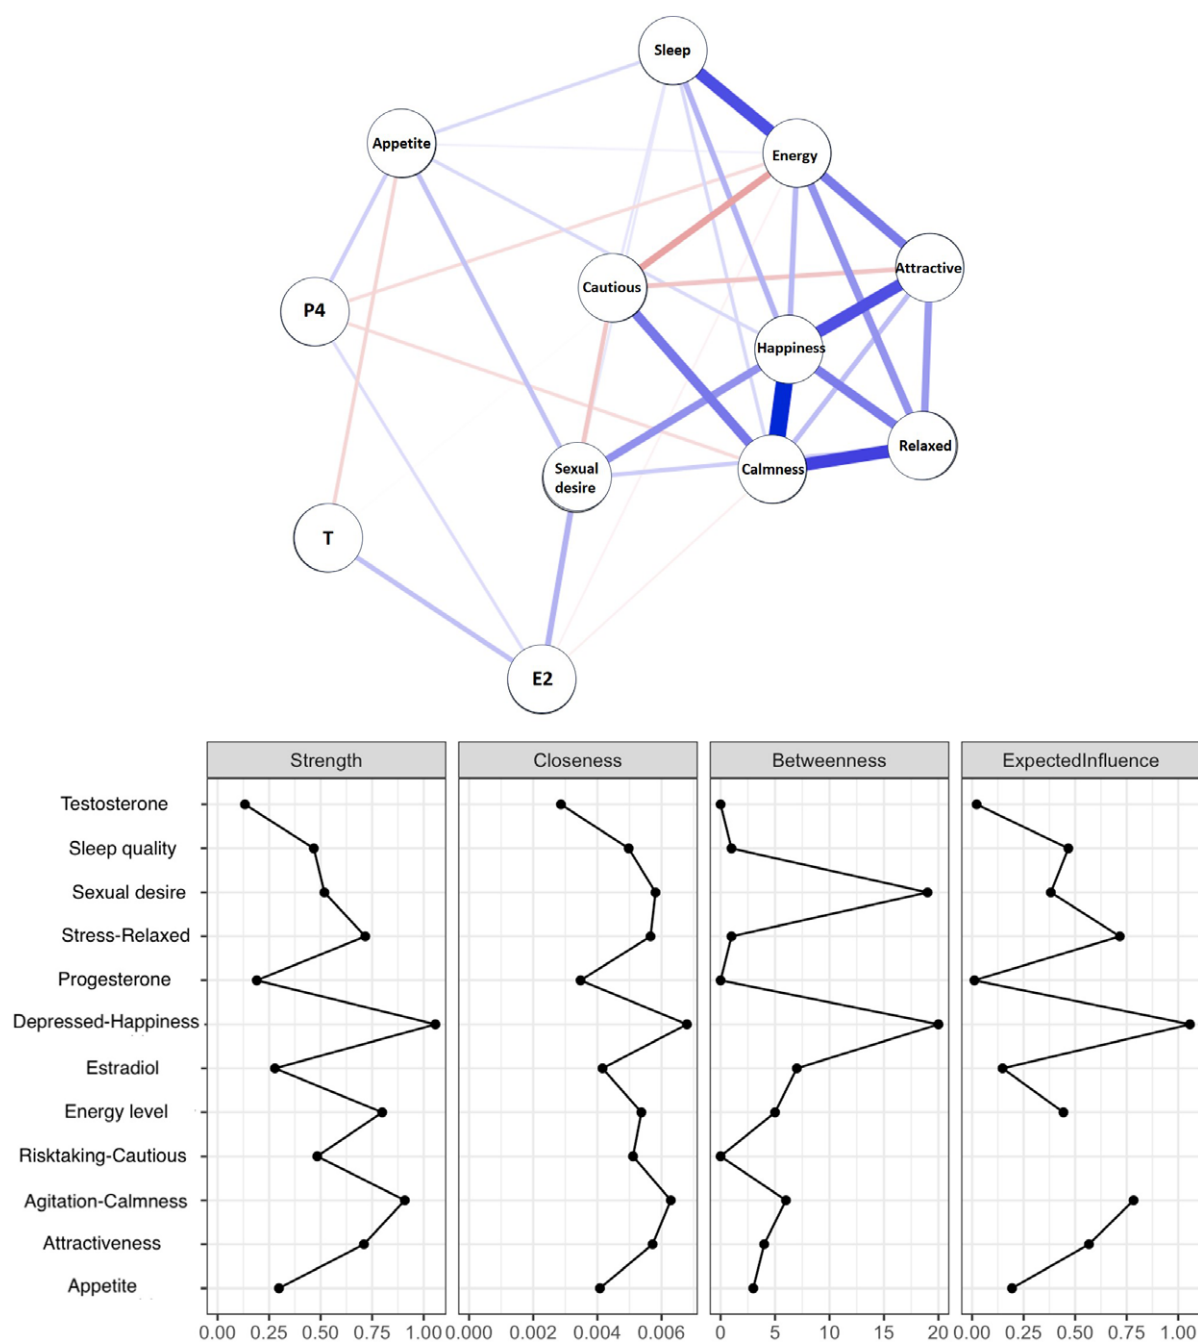 Sleep
Appetite
Energy
Attractive
Cautious
P4
Happiness
Relaxed
Sexual
desire
Calmness
T
E2
Strength Closeness Betweenness ExpectedInfluence
Testosterone
Sleep quality
Sexual desire
Stress-Relaxed
Progesterone
Depressed-Happiness
Estradiol
Energy level
Risktaking-Cautious
Agitation-Calmness
Attractiveness
Appetite
0.00 0.25 0.50 0.75 1.00 0.000 0.002 0.004 0.006 0 5 10 15 20 0.00 0.25 0.50 0.75 1.00